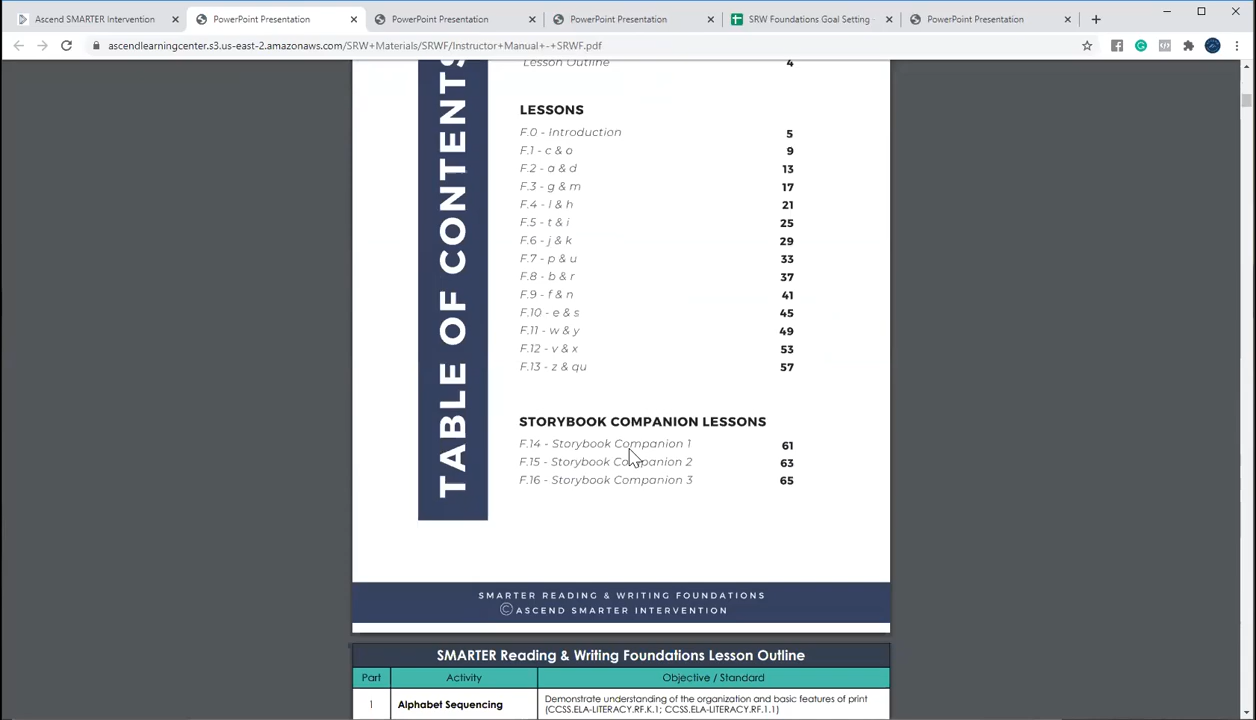 Ascend SMARTER Intervention
PowerPoint Presentation
PowerPoint Presentation
PowerPoint Presentation
SRW Foundations Goal Setting -
PowerPoint Presentation
ascendlearningcenter.s3.us-east-2.amazonaws.com/SRW+Materials/SRWF/Instructor+Manual+-+SRWF.pdf
TABLE OF CONTENTS
Lesson Outline 4
LESSONS
F.0 - Introduction 5
F.1 - c & o 9
F.2 - a & d 13
F.3 - g & m 17
F.4 - l & h 21
F.5 - t & i 25
F.6 - j & k 29
F.7 - p & u 33
F.8 - b & r 37
F.9 - f & n 41
F.10 - e & s 45
F.11 - w & y 49
F.12 - v & x 53
F.13 - z & qu 57
STORYBOOK COMPANION LESSONS
F.14 - Storybook Companion 1 61
F.15 - Storybook Companion 2 63
F.16 - Storybook Companion 3 65
SMARTER READING & WRITING FOUNDATIONS
©ASCEND SMARTER INTERVENTION
SMARTER Reading & Writing Foundations Lesson Outline
Part Activity Objective / Standard
1 Alphabet Sequencing Demonstrate understanding of the organization and basic features of print
(CCSS.ELA-LITERACY.RF.K.1; CCSS.ELA-LITERACY.RF.1.1)